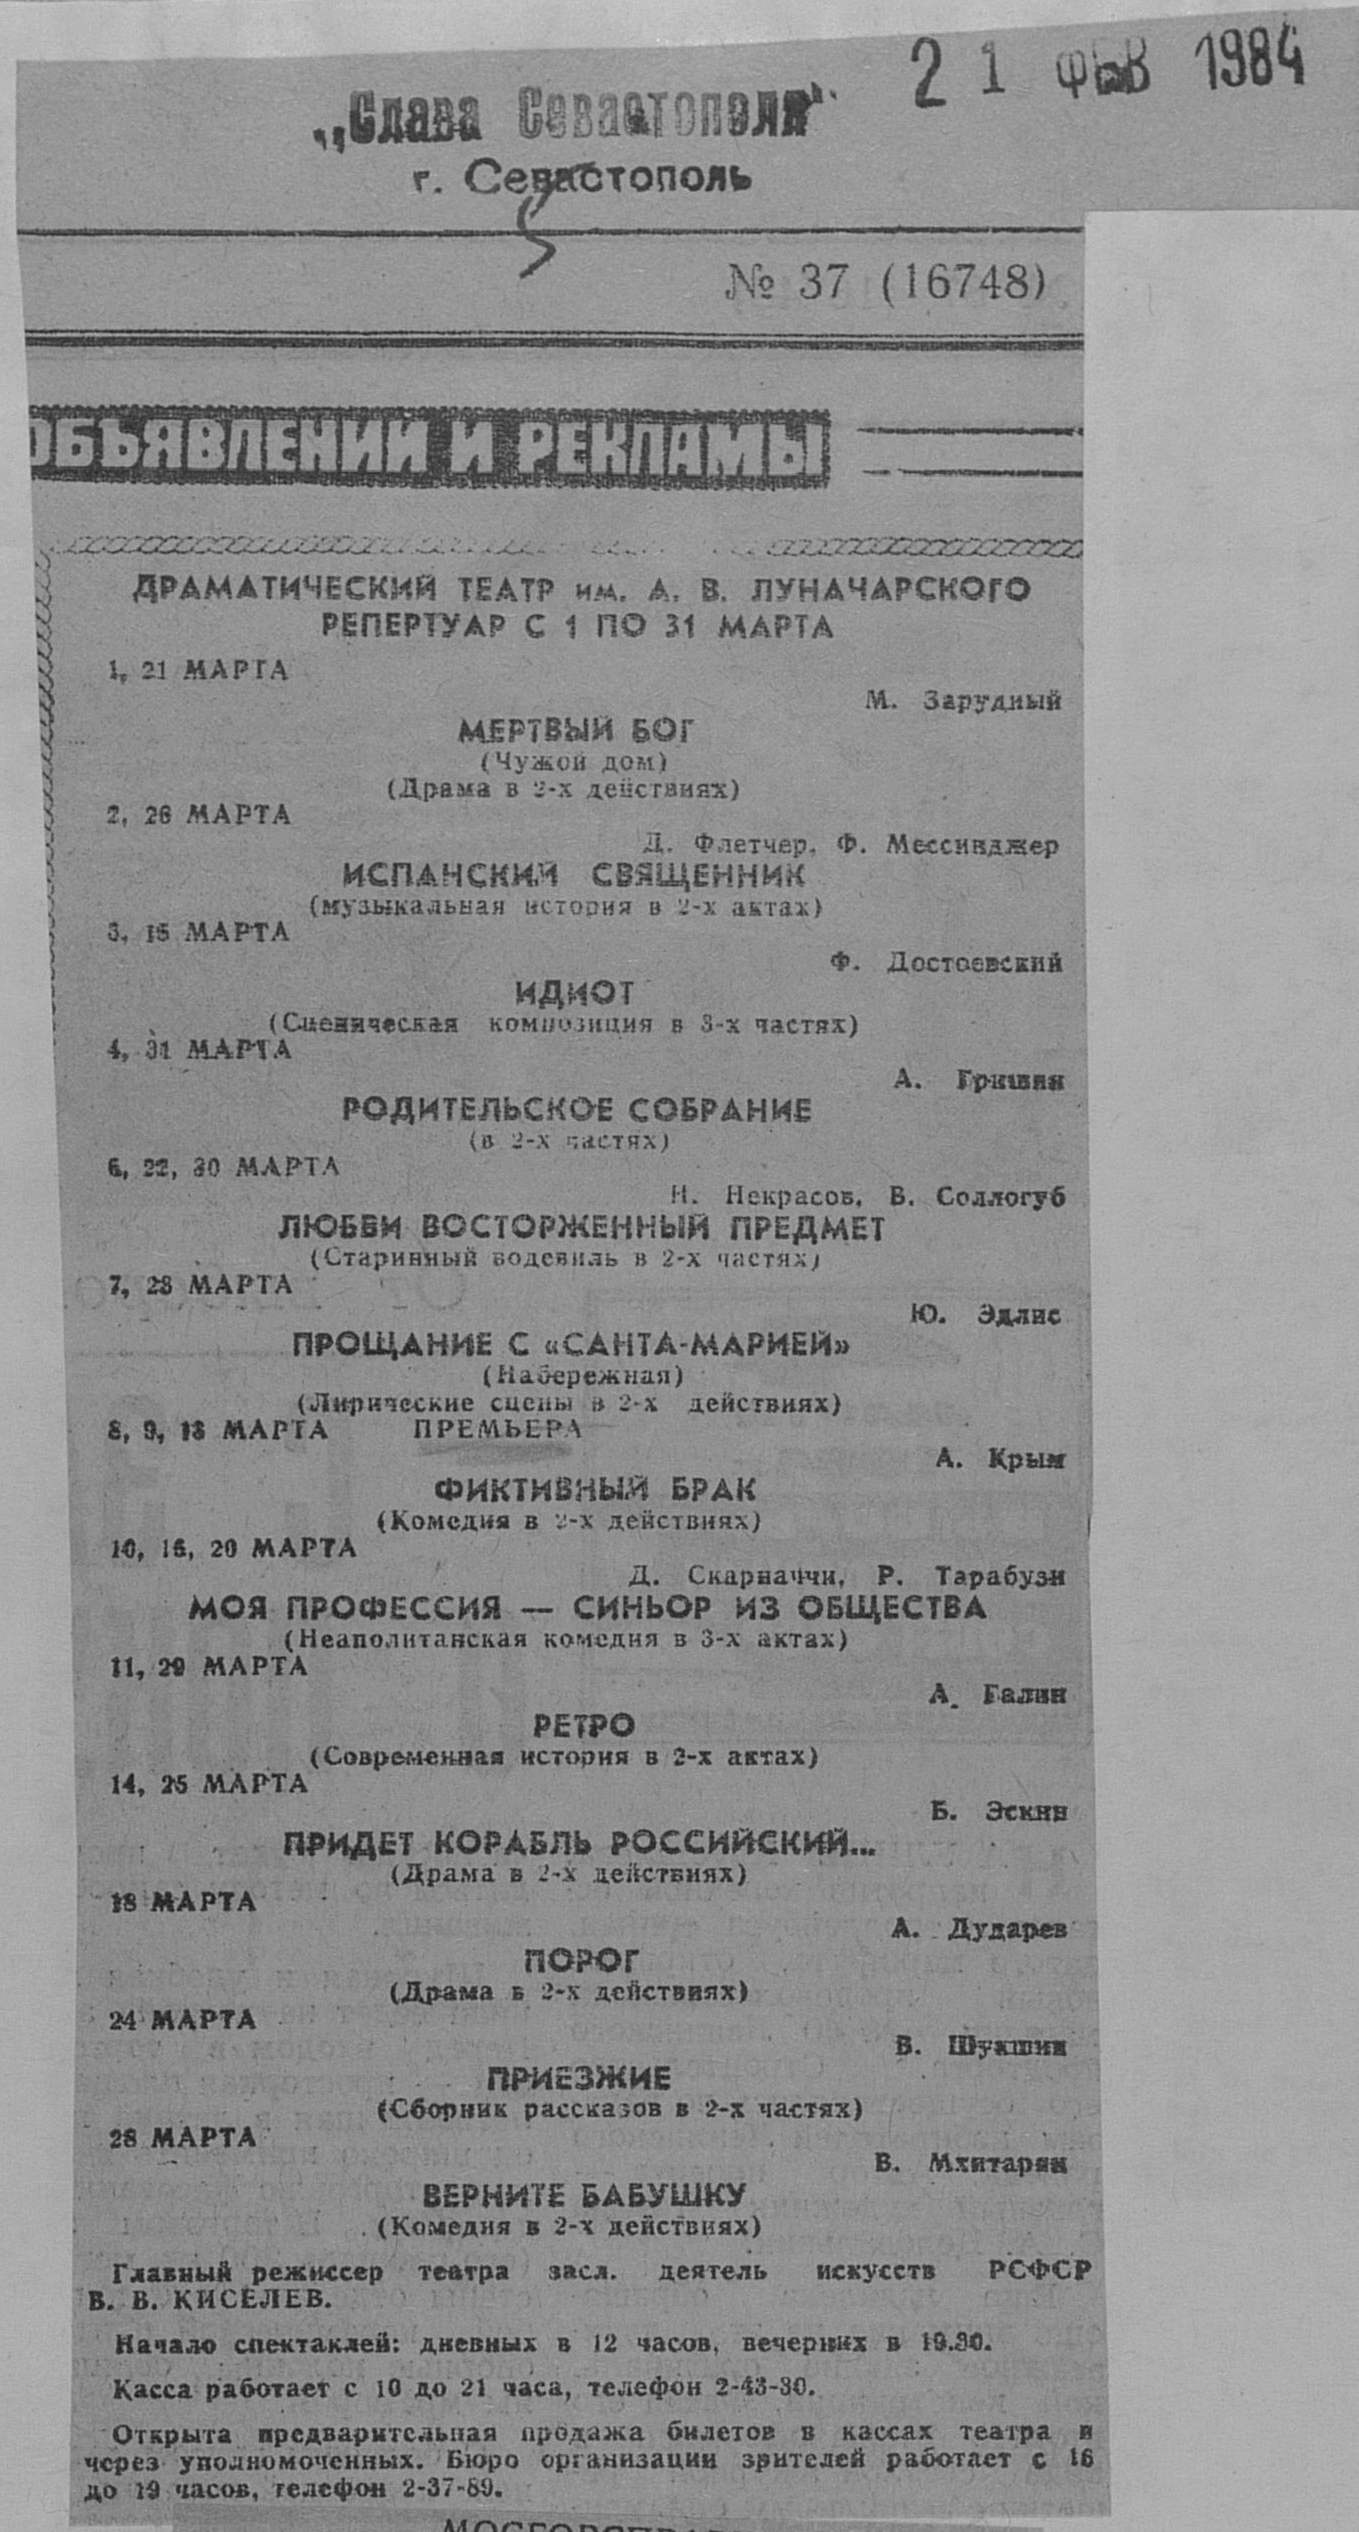 21 ФЕВ 1984
„Слава Севастополя"
г. Севастополь
№ 37 (16748)
ОБЪЯВЛЕНИЙ И РЕКЛАМЫ
ДРАМАТИЧЕСКИЙ ТЕАТР им. А. В. ЛУНАЧАРСКОГО
РЕПЕРТУАР С 1 ПО 31 МАРТА
1, 21 МАРТА
М. Зарудный
МЕРТВЫЙ БОГ
(Чужой дом)
(Драма в 2-х действиях)
2, 26 МАРТА
Д. Флетчер, Ф. Мессинджер
ИСПАНСКИЙ СВЯЩЕННИК
(музыкальная история в 2-х актах)
3, 15 МАРТА
Ф. Достоевский
ИДИОТ
(Сценическая композиция в 3-х частях)
4, 31 МАРТА
А. Гришин
РОДИТЕЛЬСКОЕ СОБРАНИЕ
(в 2-х частях)
6, 22, 30 МАРТА
Н. Некрасов, В. Соллогуб
ЛЮБВИ ВОСТОРЖЕННЫЙ ПРЕДМЕТ
(Старинный водевиль в 2-х частях)
7, 23 МАРТА
Ю. Эдлис
ПРОЩАНИЕ С «САНТА-МАРИЕЙ»
(Набережная)
(Лирические сцены в 2-х действиях)
8, 9, 13 МАРТА ПРЕМЬЕРА
А. Крым
ФИКТИВНЫЙ БРАК
(Комедия в 2-х действиях)
10, 16, 20 МАРТА
Д. Скарначчи, Р. Тарабузи
МОЯ ПРОФЕССИЯ — СИНЬОР ИЗ ОБЩЕСТВА
(Неаполитанская комедия в 3-х актах)
11, 29 МАРТА
А. Галин
РЕТРО
(Современная история в 2-х актах)
14, 25 МАРТА
Б. Эскин
ПРИДЕТ КОРАБЛЬ РОССИЙСКИЙ...
(Драма в 2-х действиях)
18 МАРТА
А. Дударев
ПОРОГ
(Драма в 2-х действиях)
24 МАРТА
В. Шукшин
ПРИЕЗЖИЕ
(Сборник рассказов в 2-х частях)
28 МАРТА
В. Мхитарян
ВЕРНИТЕ БАБУШКУ
(Комедия в 2-х действиях)
Главный режиссер театра засл. деятель искусств РСФСР
В. В. КИСЕЛЕВ.
Начало спектаклей: дневных в 12 часов, вечерних в 19.30.
Касса работает с 10 до 21 часа, телефон 2-43-30.
Открыта предварительная продажа билетов в кассах театра и
через уполномоченных. Бюро организации зрителей работает с 16
до 19 часов, телефон 2-37-89.